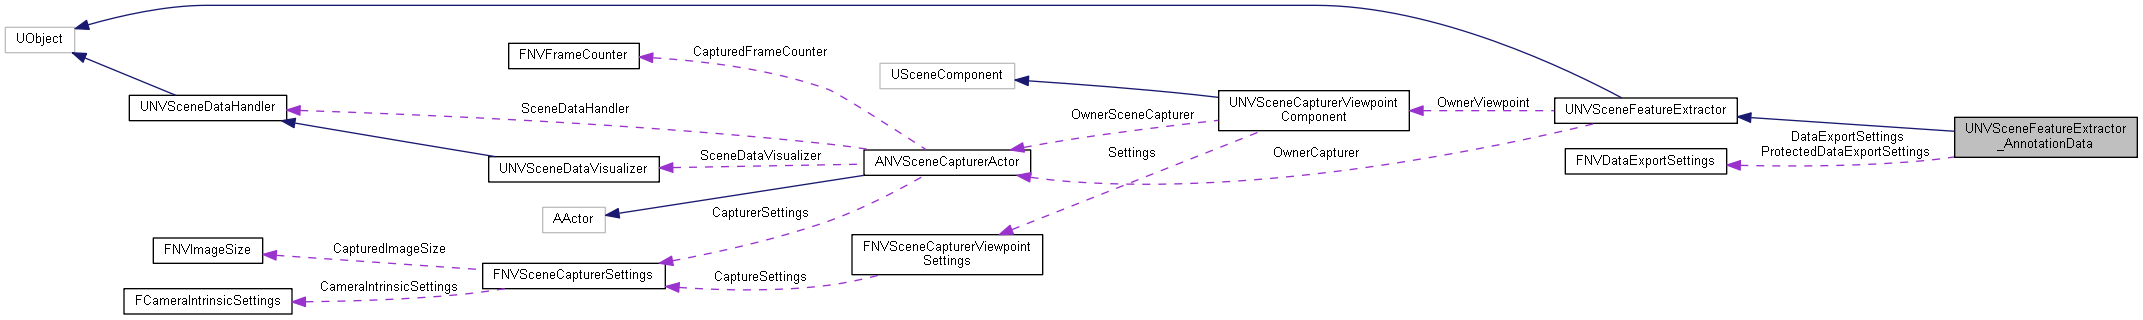 UObject
FNVFrameCounter
CapturedFrameCounter
USceneComponent
UNVSceneDataHandler
SceneDataHandler
OwnerSceneCapturer
UNVSceneCapturerViewpoint
Component
OwnerViewpoint
UNVSceneFeatureExtractor
UNVSceneFeatureExtractor
_AnnotationData
DataExportSettings
ProtectedDataExportSettings
FNVDataExportSettings
UNVSceneDataVisualizer
SceneDataVisualizer
ANVSceneCapturerActor
Settings
OwnerCapturer
AActor
CapturerSettings
FNVImageSize
CapturedImageSize
FNVSceneCapturerSettings
CaptureSettings
FNVSceneCapturerViewpoint
Settings
FCameraIntrinsicSettings
CameraIntrinsicSettings